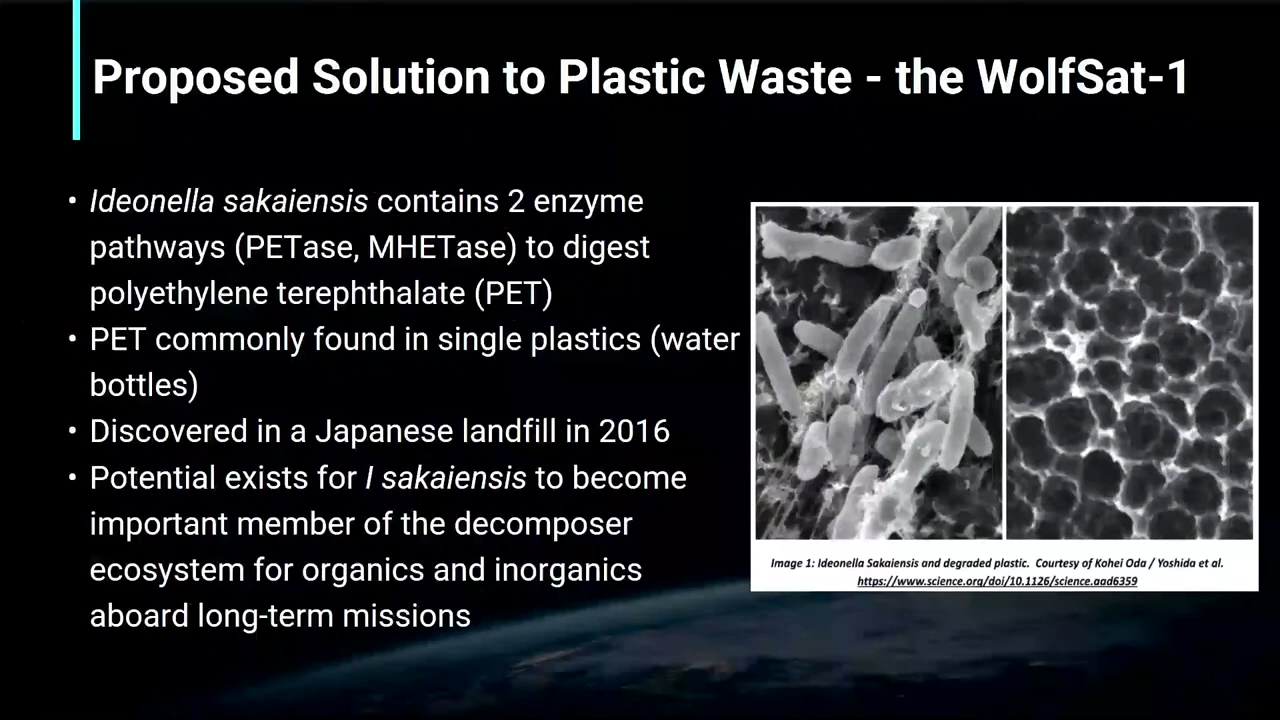 Proposed Solution to Plastic Waste - the WolfSat-1
• Ideonella sakaiensis contains 2 enzyme
pathways (PETase, MHETase) to digest
polyethylene terephthalate (PET)
• PET commonly found in single plastics (water
bottles)
• Discovered in a Japanese landfill in 2016
• Potential exists for I sakaiensis to become
important member of the decomposer
ecosystem for organics and inorganics
aboard long-term missions
Image 1: Ideonella Sakaiensis and degraded plastic. Courtesy of Kohei Oda / Yoshida et al.
https://www.science.org/doi/10.1126/science.aad6359